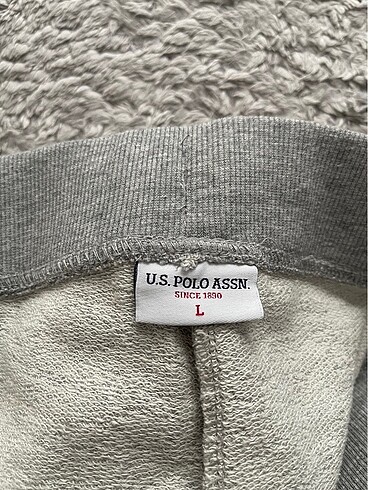 U.S. POLO ASSN.
SINCE 1890
L